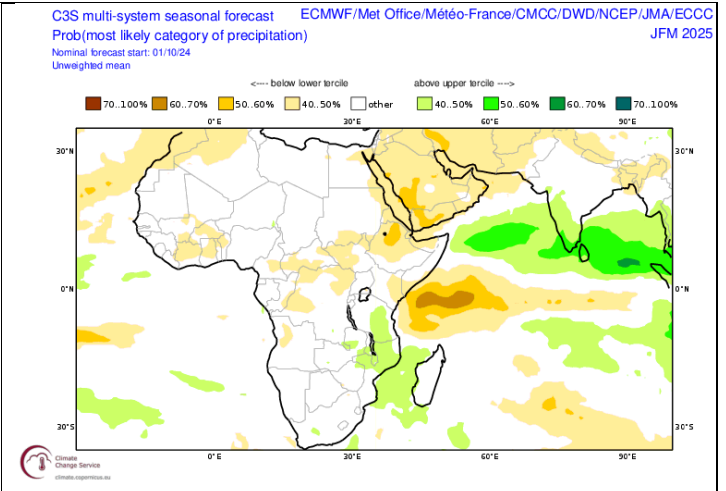 C3S multi-system seasonal forecast ECMWF/Met Office/Météo-France/CMCC/DWD/NCEP/JMA/ECCC
Prob(most likely category of precipitation) JFM 2025
Nominal forecast start: 01/10/24
Unweighted mean
<---- below lower tercile above upper tercile ---->
70..100% 60..70% 50..60% 40..50% other 40..50% 50..60% 60..70% 70..100%
0°E 30°E 60°E 90°E
30°N 30°N
0°N 0°N
30°S 30°S
0°E 30°E 60°E 90°E
Climate
Change Service
climate.copernicus.eu